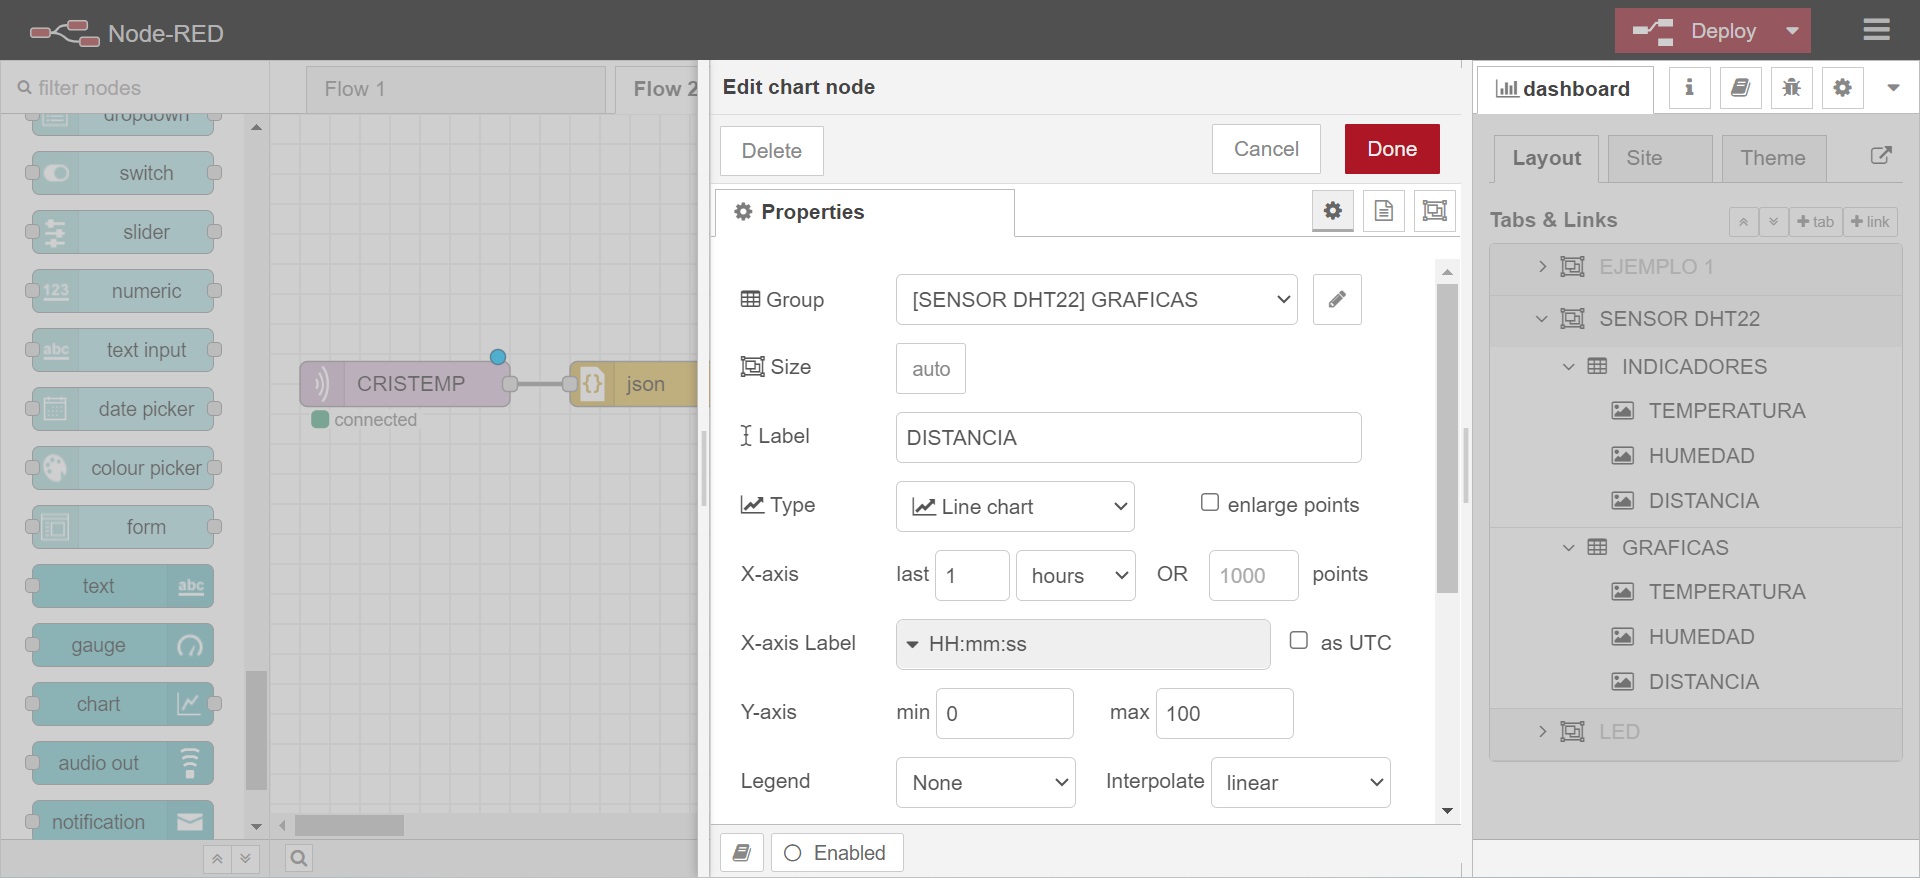 Node-RED
Deploy
filter nodes
dropdown
switch
slider
123 numeric
abc text input
date picker
colour picker
form
text abc
gauge
chart
audio out
notification
Flow 1
Flow 2
CRISTEMP
connected
json
Edit chart node
Delete
Cancel
Done
Properties
Group
[SENSOR DHT22] GRAFICAS
Size
auto
Label
DISTANCIA
Type
Line chart
enlarge points
X-axis
last 1 hours OR 1000 points
X-axis Label
HH:mm:ss
as UTC
Y-axis
min 0 max 100
Legend
None
Interpolate linear
Enabled
dashboard
i
Layout
Site
Theme
Tabs & Links
+ tab
+ link
EJEMPLO 1
SENSOR DHT22
INDICADORES
TEMPERATURA
HUMEDAD
DISTANCIA
GRAFICAS
TEMPERATURA
HUMEDAD
DISTANCIA
LED